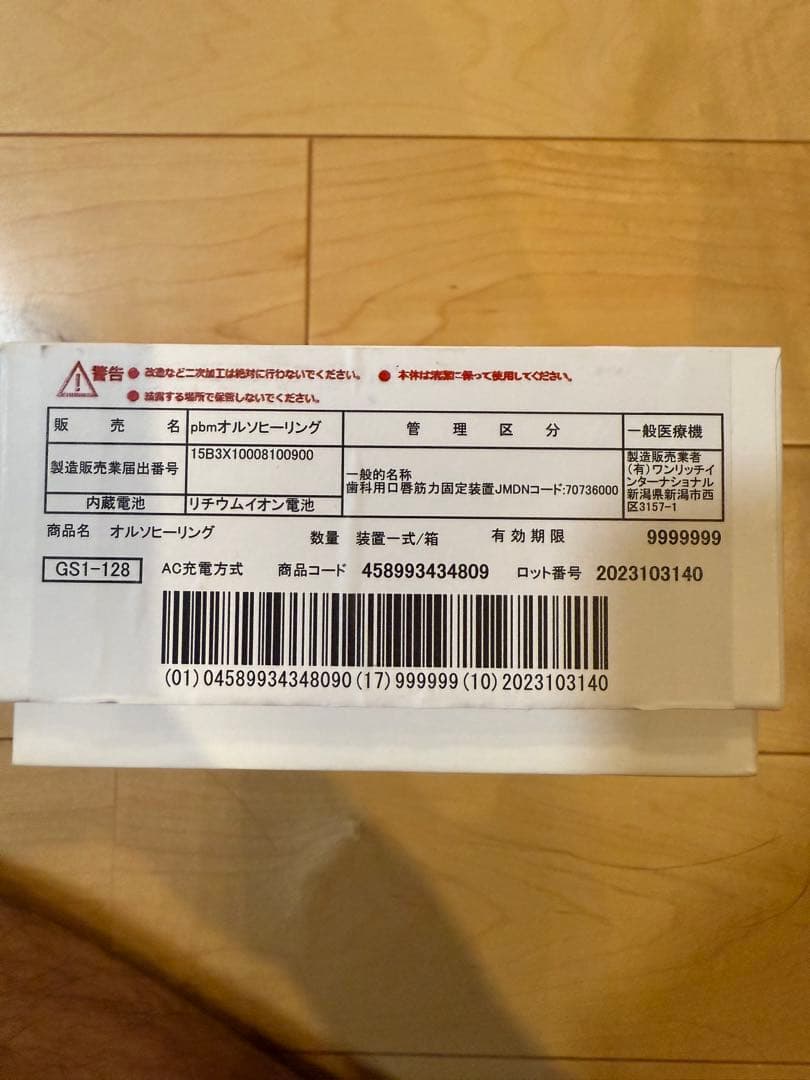 警告 ● 改造など二次加工は絶対に行わないでください。 ● 本体は清潔に保って使用してください。
● 結露する場所で保管しないでください。
販売名 pbmオルソヒーリング 管理区分 一般医療機
製造販売業届出番号 15B3X10008100900
一般的名称
歯科用口唇筋力固定装置JMDNコード:70736000
製造販売業者
(有)ワンリッチイ
ンターナショナル
新潟県新潟市西
区3157-1
内蔵電池 リチウムイオン電池
商品名 オルソヒーリング 数量 装置一式/箱 有効期限 9999999
GS1-128 AC充電方式 商品コード 458993434809 ロット番号 2023103140
(01)04589934348090(17)999999(10)2023103140